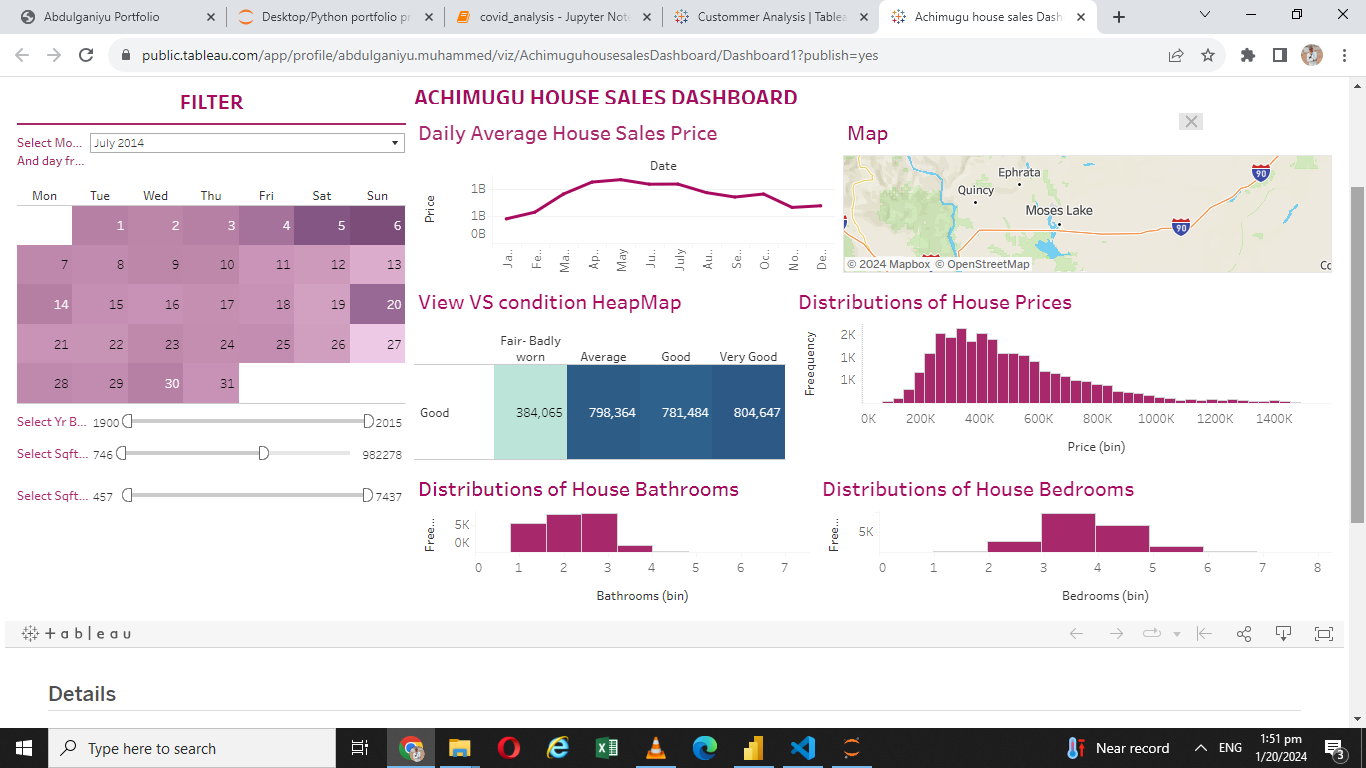 Abdulganiyu Portfolio
Desktop/Python portfolio pr
covid_analysis - Jupyter Not
Custommer Analysis | Tablea
Achimugu house sales Dash
public.tableau.com/app/profile/abdulganiyu.muhammed/viz/AchimuguhousesalesDashboard/Dashboard1?publish=yes
FILTER
ACHIMUGU HOUSE SALES DASHBOARD
Select Mo...
And day fr...
July 2014
Mon Tue Wed Thu Fri Sat Sun
1 2 3 4 5 6
7 8 9 10 11 12 13
14 15 16 17 18 19 20
21 22 23 24 25 26 27
28 29 30 31
Select Yr B... 1900 2015
Select Sqft... 746 982278
Select Sqft... 457 7437
Daily Average House Sales Price
Date
Price
1B
1B
0B
Ja. Fe.. Ma.. Ap.. May Ju.. July Au.. Se.. Oc.. No.. De..
Map
Ephrata
Quincy
Moses Lake
90
90
© 2024 Mapbox © OpenStreetMap
Cc
View VS condition HeapMap
Fair- Badly
worn Average Good Very Good
Good 384,065 798,364 781,484 804,647
Distributions of House Prices
Freequency
2K
1K
1K
0K 200K 400K 600K 800K 1000K 1200K 1400K
Price (bin)
Distributions of House Bathrooms
Free...
5K
0K
0 1 2 3 4 5 6 7
Bathrooms (bin)
Distributions of House Bedrooms
Free...
5K
0 1 2 3 4 5 6 7 8
Bedrooms (bin)
+ableau
Details
Type here to search
Near record
ENG
1:51 pm
1/20/2024
3